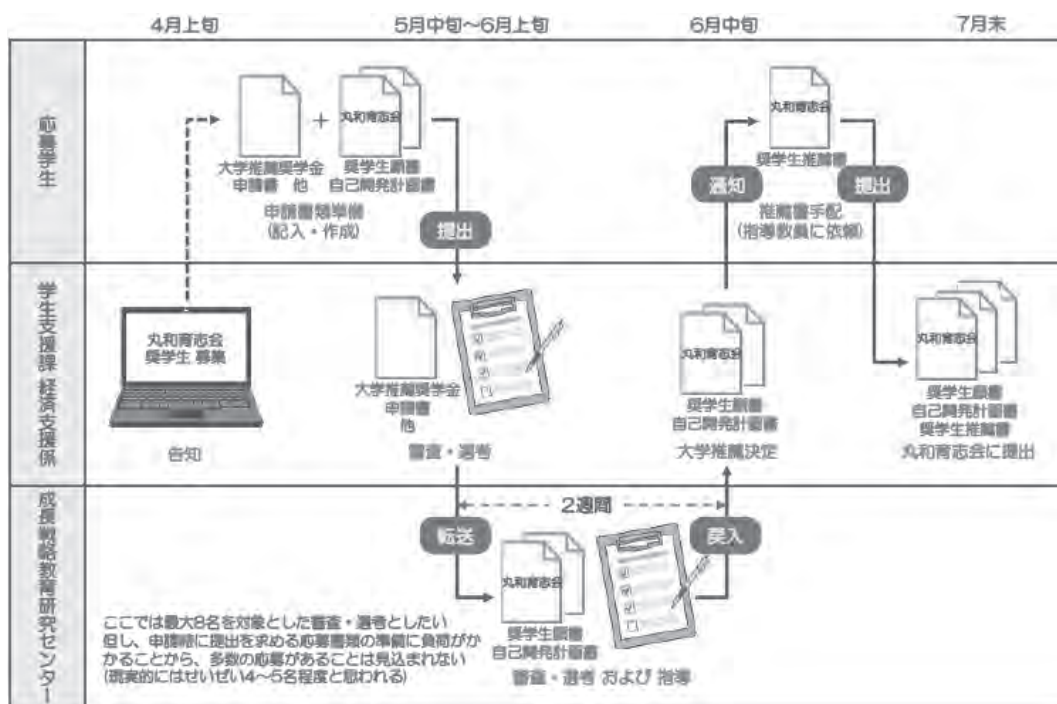 4月上旬
5月中旬～6月上旬
6月中旬
7月末
応募学生
大学推薦奨学金
申請書 他
+
丸和育志会
奨学生願書
自己開発計画書
申請書類準備
(記入・作成)
提出
通知
丸和育志会
奨学生推薦書
推薦書手配
(指導教員に依頼)
提出
学生支援課 経済支援係
丸和育志会
奨学生 募集
告知
大学推薦奨学金
申請書
他
審査・選考
丸和育志会
奨学生願書
自己開発計画書
大学推薦決定
丸和育志会
奨学生願書
自己開発計画書
奨学生推薦書
丸和育志会に提出
成長戦略教育研究センター
転送
2週間
戻入
丸和育志会
奨学生願書
自己開発計画書
審査・選考 および 指導
ここでは最大8名を対象とした審査・選考としたい
但し、申請時に提出を求める応募書類の準備に負荷がか
かることから、多数の応募があることは見込まれない
(現実的にはせいぜい4～5名程度と思われる)